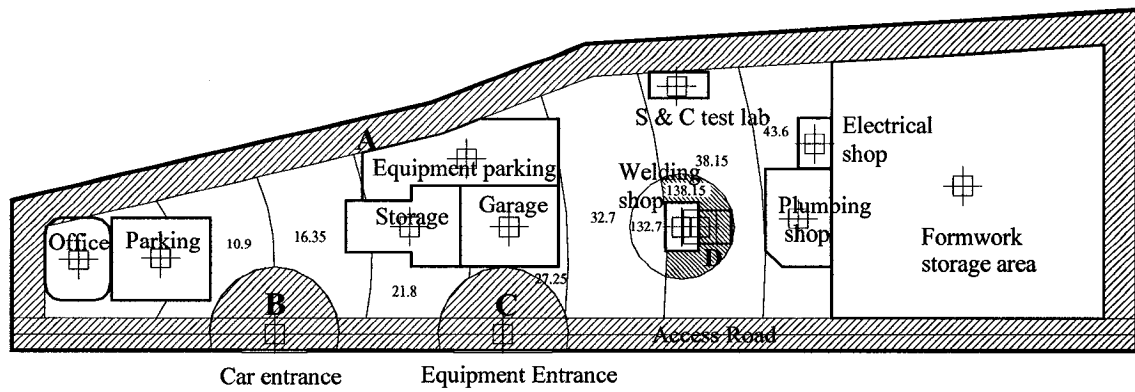 A
S & C test lab
43.6
Electrical
shop
Equipment parking
38.15
Welding
shop
138.15
Storage
Garage
Plumbing
shop
Office
Parking
10.9
16.35
32.7
132.7
Formwork
storage area
D
27.25
21.8
B
C
Access Road
Car entrance
Equipment Entrance